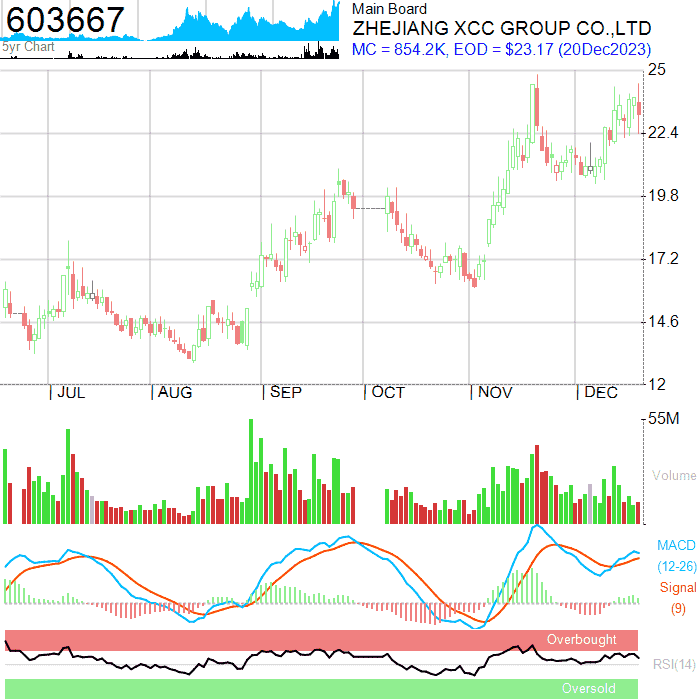 603667
5yr Chart
Main Board
ZHEJIANG XCC GROUP CO.,LTD
MC = 854.2K, EOD = $23.17 (20Dec2023)
25
22.4
19.8
17.2
14.6
12
JUL
AUG
SEP
OCT
NOV
DEC
55M
Volume
MACD
(12-26)
Signal
(9)
Overbought
RSI(14)
Oversold